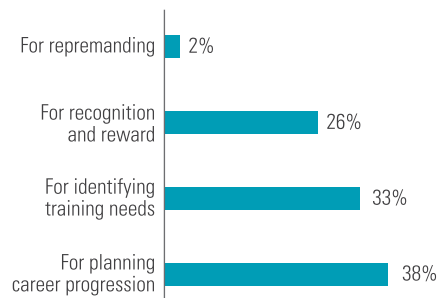 For repremanding 2%
For recognition
and reward 26%
For identifying
training needs 33%
For planning
career progression 38%